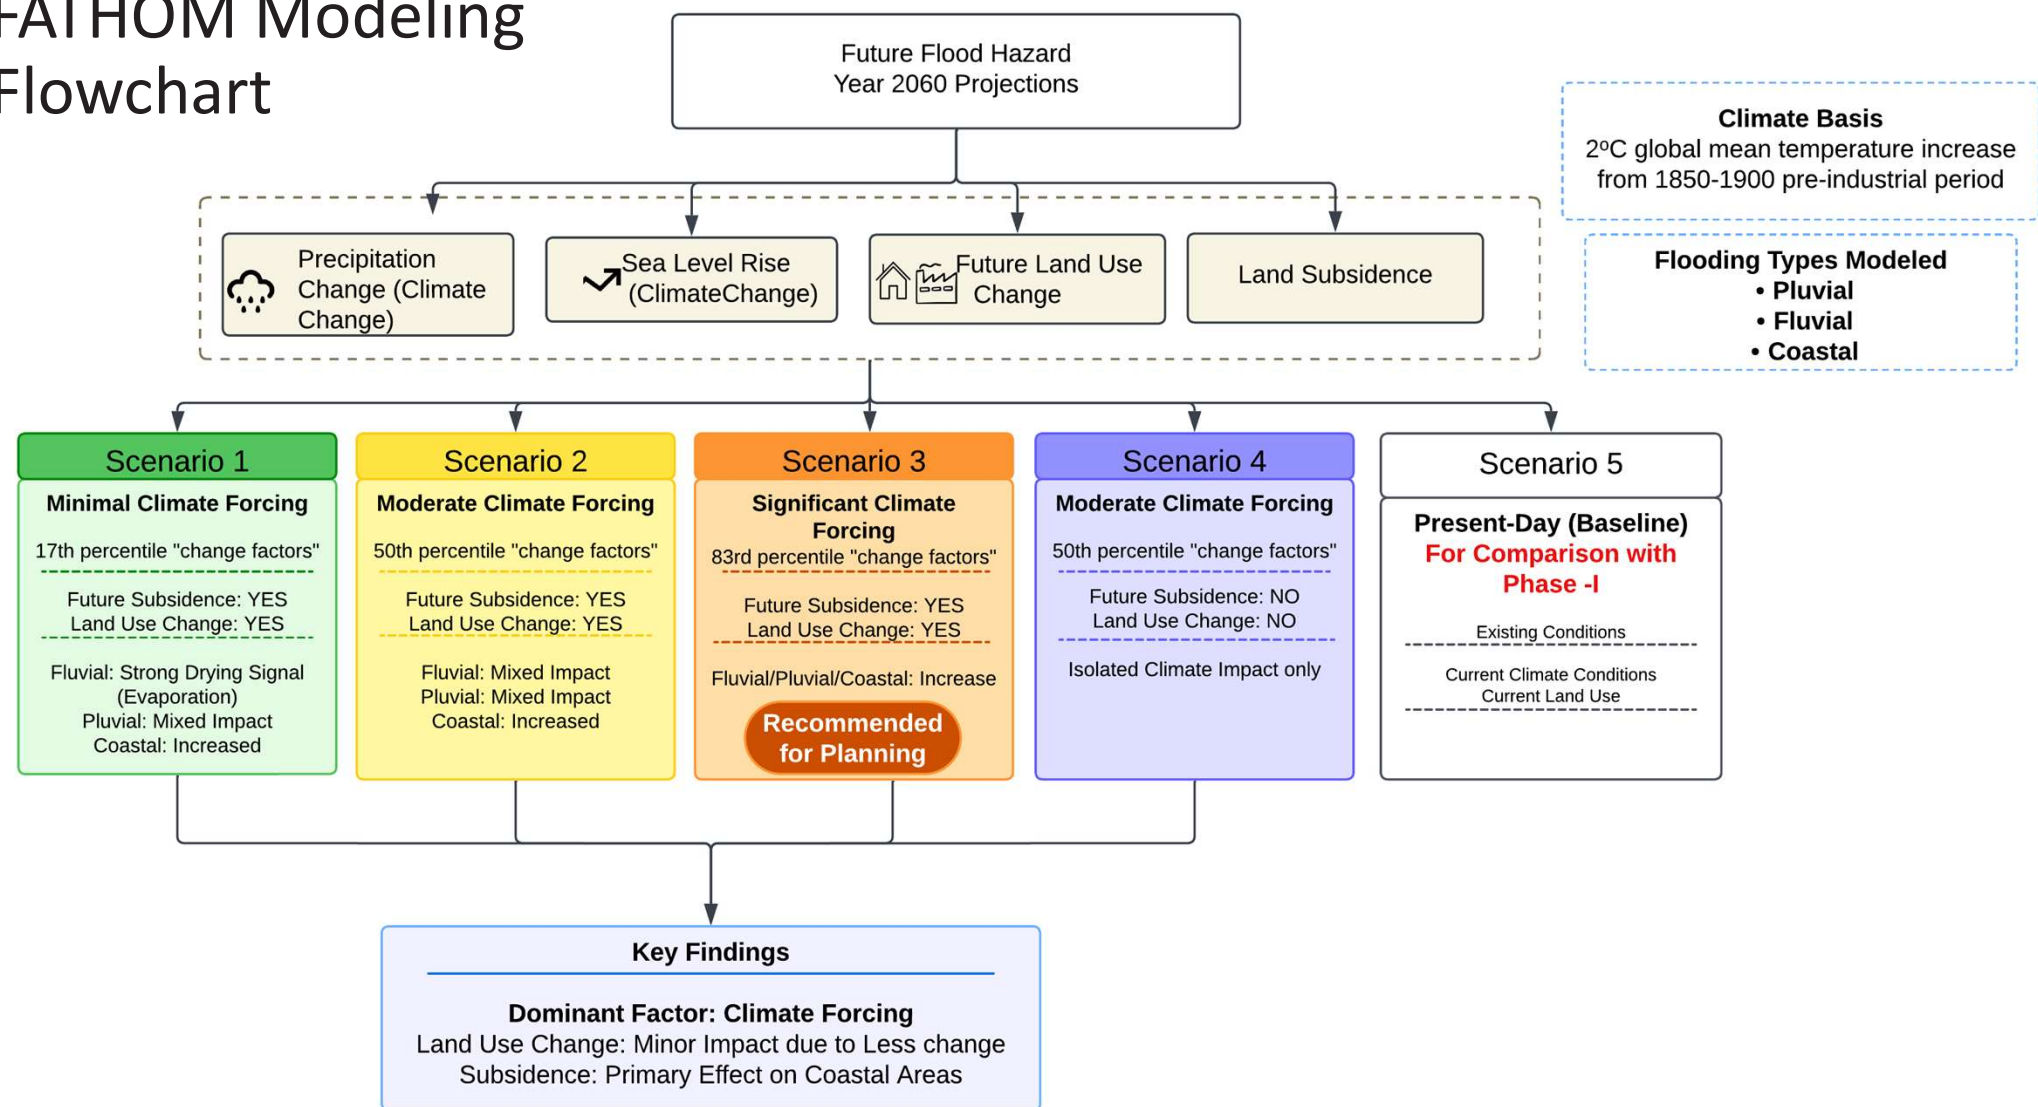 FATHOM Modeling
Flowchart
Future Flood Hazard
Year 2060 Projections
Climate Basis
2ºC global mean temperature increase
from 1850-1900 pre-industrial period
Flooding Types Modeled
• Pluvial
• Fluvial
• Coastal
Precipitation
Change (Climate
Change)
Sea Level Rise
(ClimateChange)
Future Land Use
Change
Land Subsidence
Scenario 1
Minimal Climate Forcing
17th percentile "change factors"
Future Subsidence: YES
Land Use Change: YES
Fluvial: Strong Drying Signal
(Evaporation)
Pluvial: Mixed Impact
Coastal: Increased
Scenario 2
Moderate Climate Forcing
50th percentile "change factors"
Future Subsidence: YES
Land Use Change: YES
Fluvial: Mixed Impact
Pluvial: Mixed Impact
Coastal: Increased
Scenario 3
Significant Climate
Forcing
83rd percentile "change factors"
Future Subsidence: YES
Land Use Change: YES
Fluvial/Pluvial/Coastal: Increase
Recommended
for Planning
Scenario 4
Moderate Climate Forcing
50th percentile "change factors"
Future Subsidence: NO
Land Use Change: NO
Isolated Climate Impact only
Scenario 5
Present-Day (Baseline)
For Comparison with
Phase -I
Existing Conditions
Current Climate Conditions
Current Land Use
Key Findings
Dominant Factor: Climate Forcing
Land Use Change: Minor Impact due to Less change
Subsidence: Primary Effect on Coastal Areas